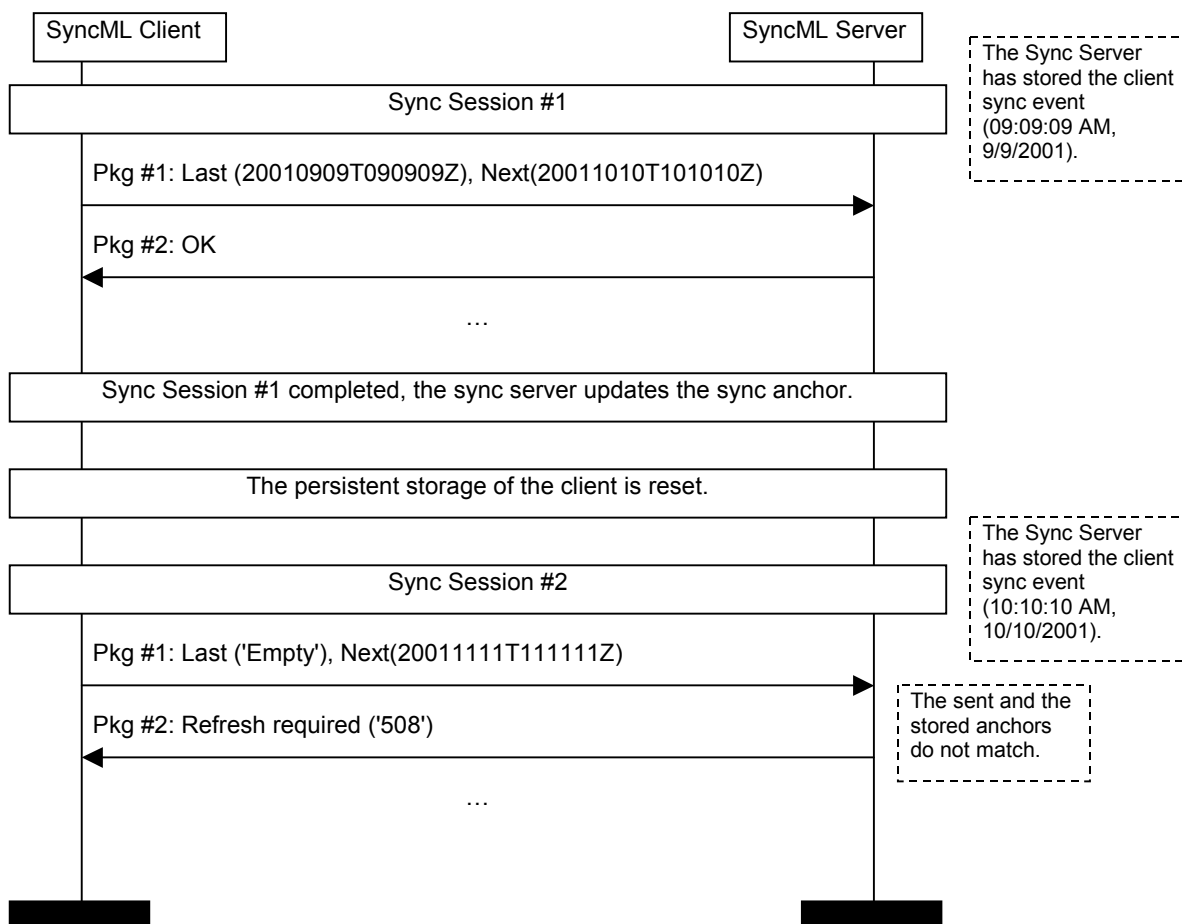 SyncML Client
SyncML Server
The Sync Server
has stored the client
sync event
(09:09:09 AM,
9/9/2001).
Sync Session #1
Pkg #1: Last (20010909T090909Z), Next(20011010T101010Z)
Pkg #2: OK
…
Sync Session #1 completed, the sync server updates the sync anchor.
The persistent storage of the client is reset.
The Sync Server
has stored the client
sync event
(10:10:10 AM,
10/10/2001).
Sync Session #2
Pkg #1: Last ('Empty'), Next(20011111T111111Z)
The sent and the
stored anchors
do not match.
Pkg #2: Refresh required ('508')
…